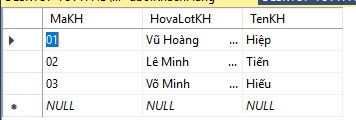 MaKH HovaLotKH TenKH
01 Vũ Hoàng ... Hiệp
02 Lê Minh ... Tiến
03 Võ Minh ... Hiếu
NULL NULL NULL